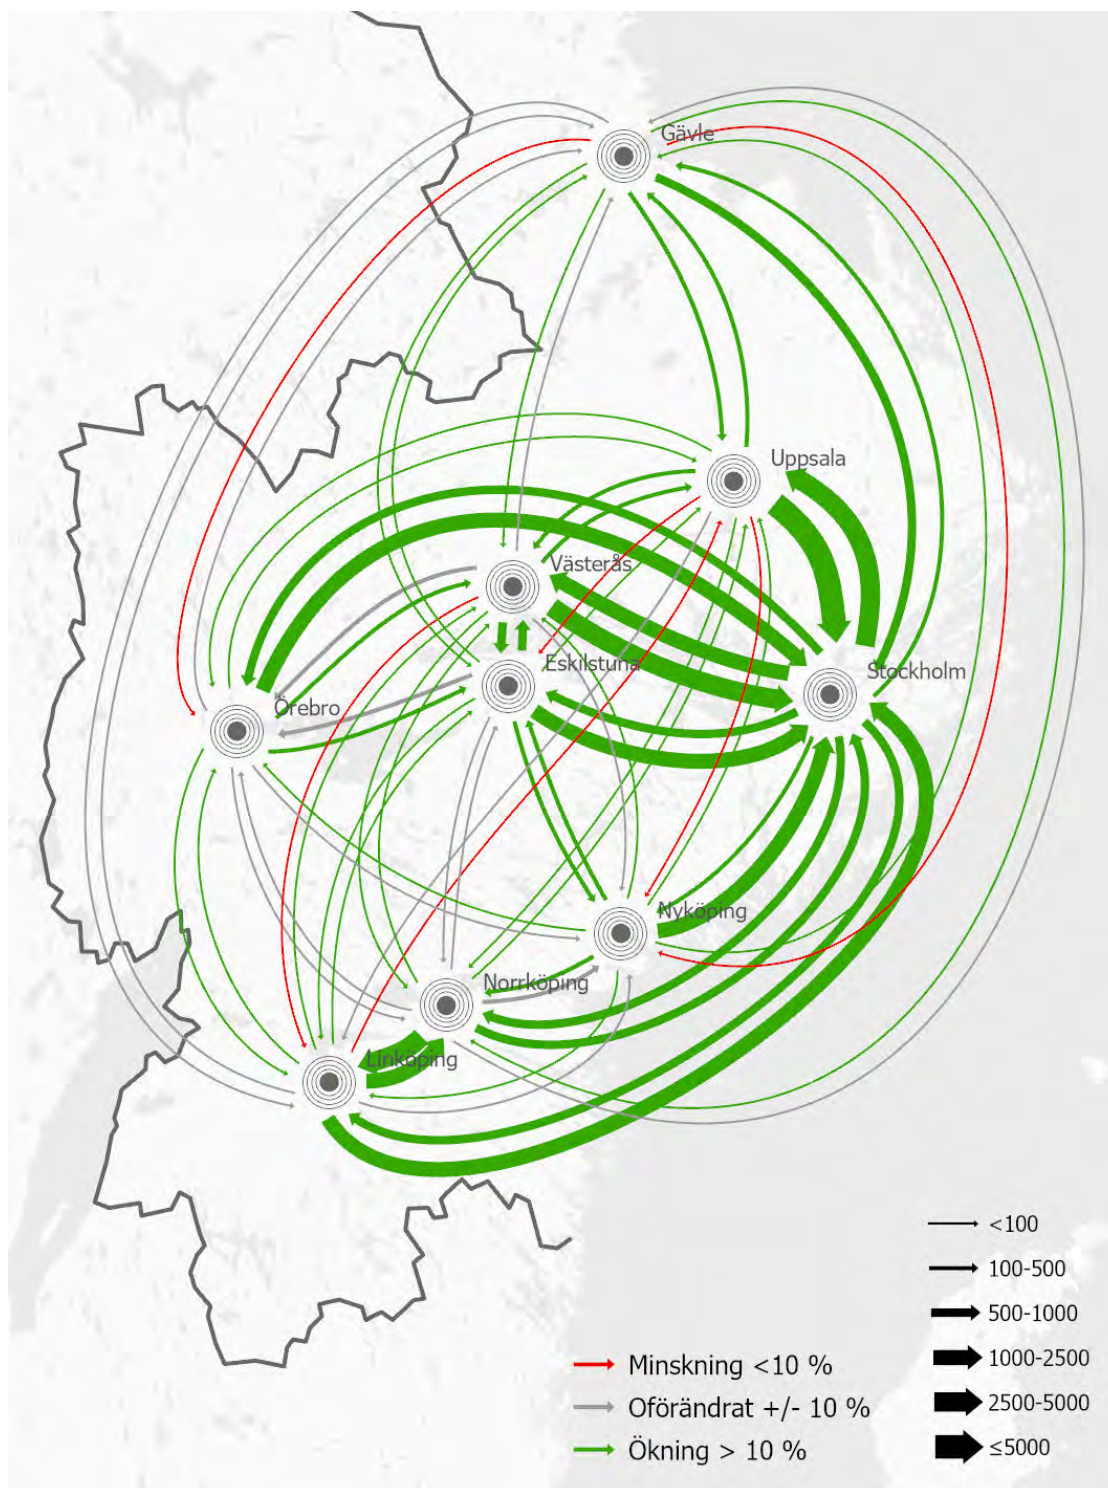 Gävle
Uppsala
Västerås
Eskilstuna
Stockholm
Örebro
Nyköping
Norrköping
Linköping
<100
100-500
500-1000
1000-2500
2500-5000
≤5000
Minskning <10 %
Oförändrat +/- 10 %
Ökning > 10 %